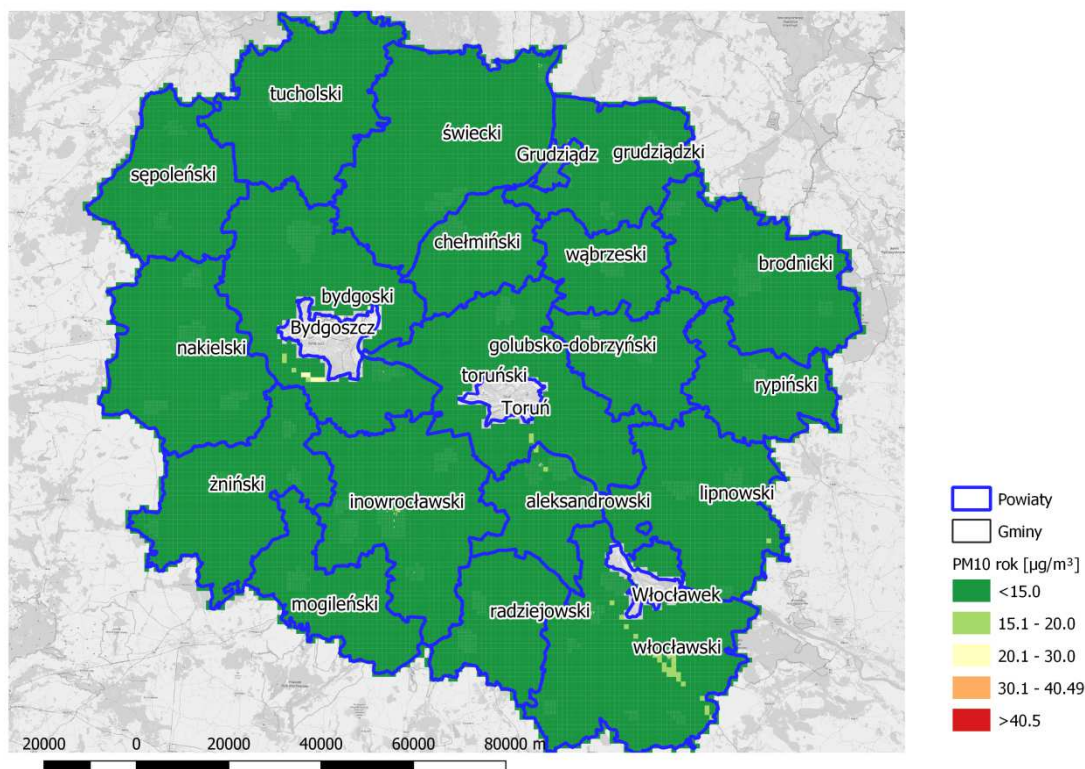 tucholski
świecki
Grudziądz
grudziądzki
sępoleński
chełmiński
wąbrzeski
brodnicki
bydgoski
Bydgoszcz
nakielski
golubsko-dobrzyński
toruński
rypiński
Toruń
żniński
inowrocławski
aleksandrowski
lipnowski
Włocławek
mogileński
radziejowski
włocławski
Powiaty
Gminy
PM10 rok [µg/m³]
<15.0
15.1 - 20.0
20.1 - 30.0
30.1 - 40.49
>40.5
20000 0 20000 40000 60000 80000 m